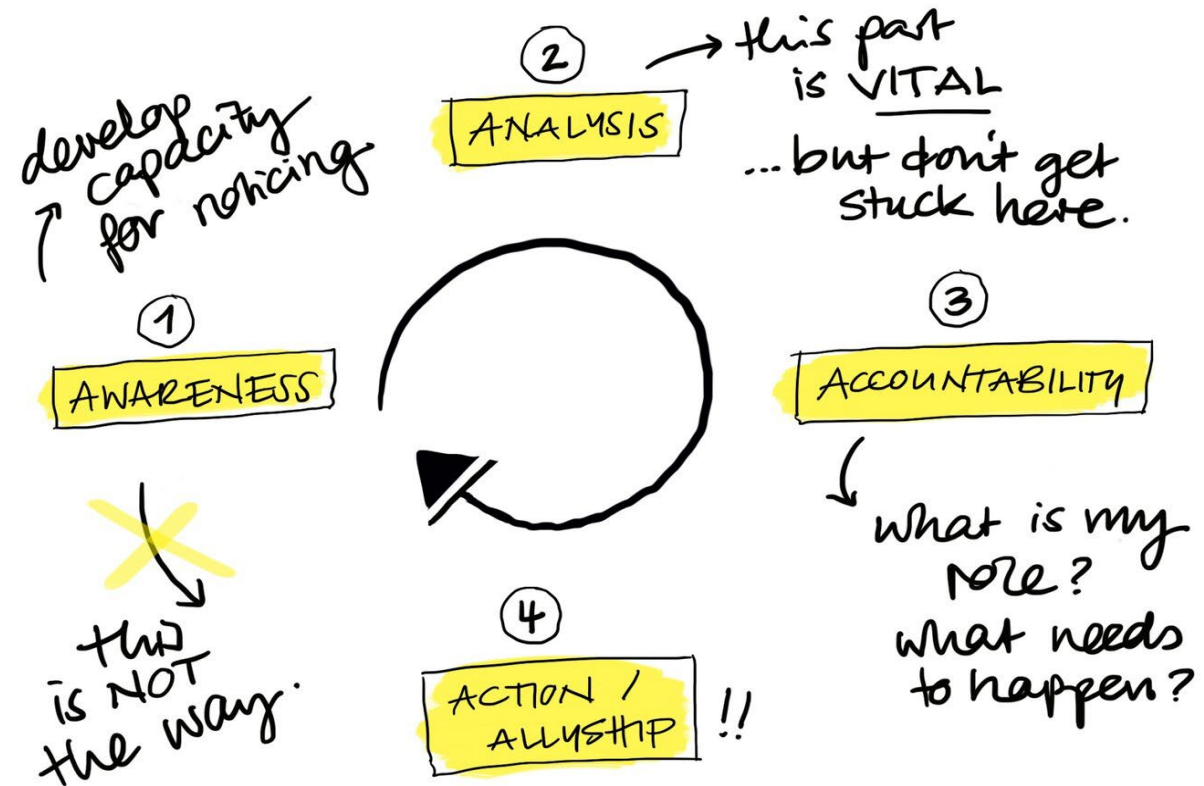 develop
capacity
for noticing
1
AWARENESS
this
is NOT
the way.
2
ANALYSIS
this part
is VITAL
...but don't get
stuck here.
3
ACCOUNTABILITY
what is my
role?
what needs
to happen?
4
ACTION /
ALLYSHIP
!!